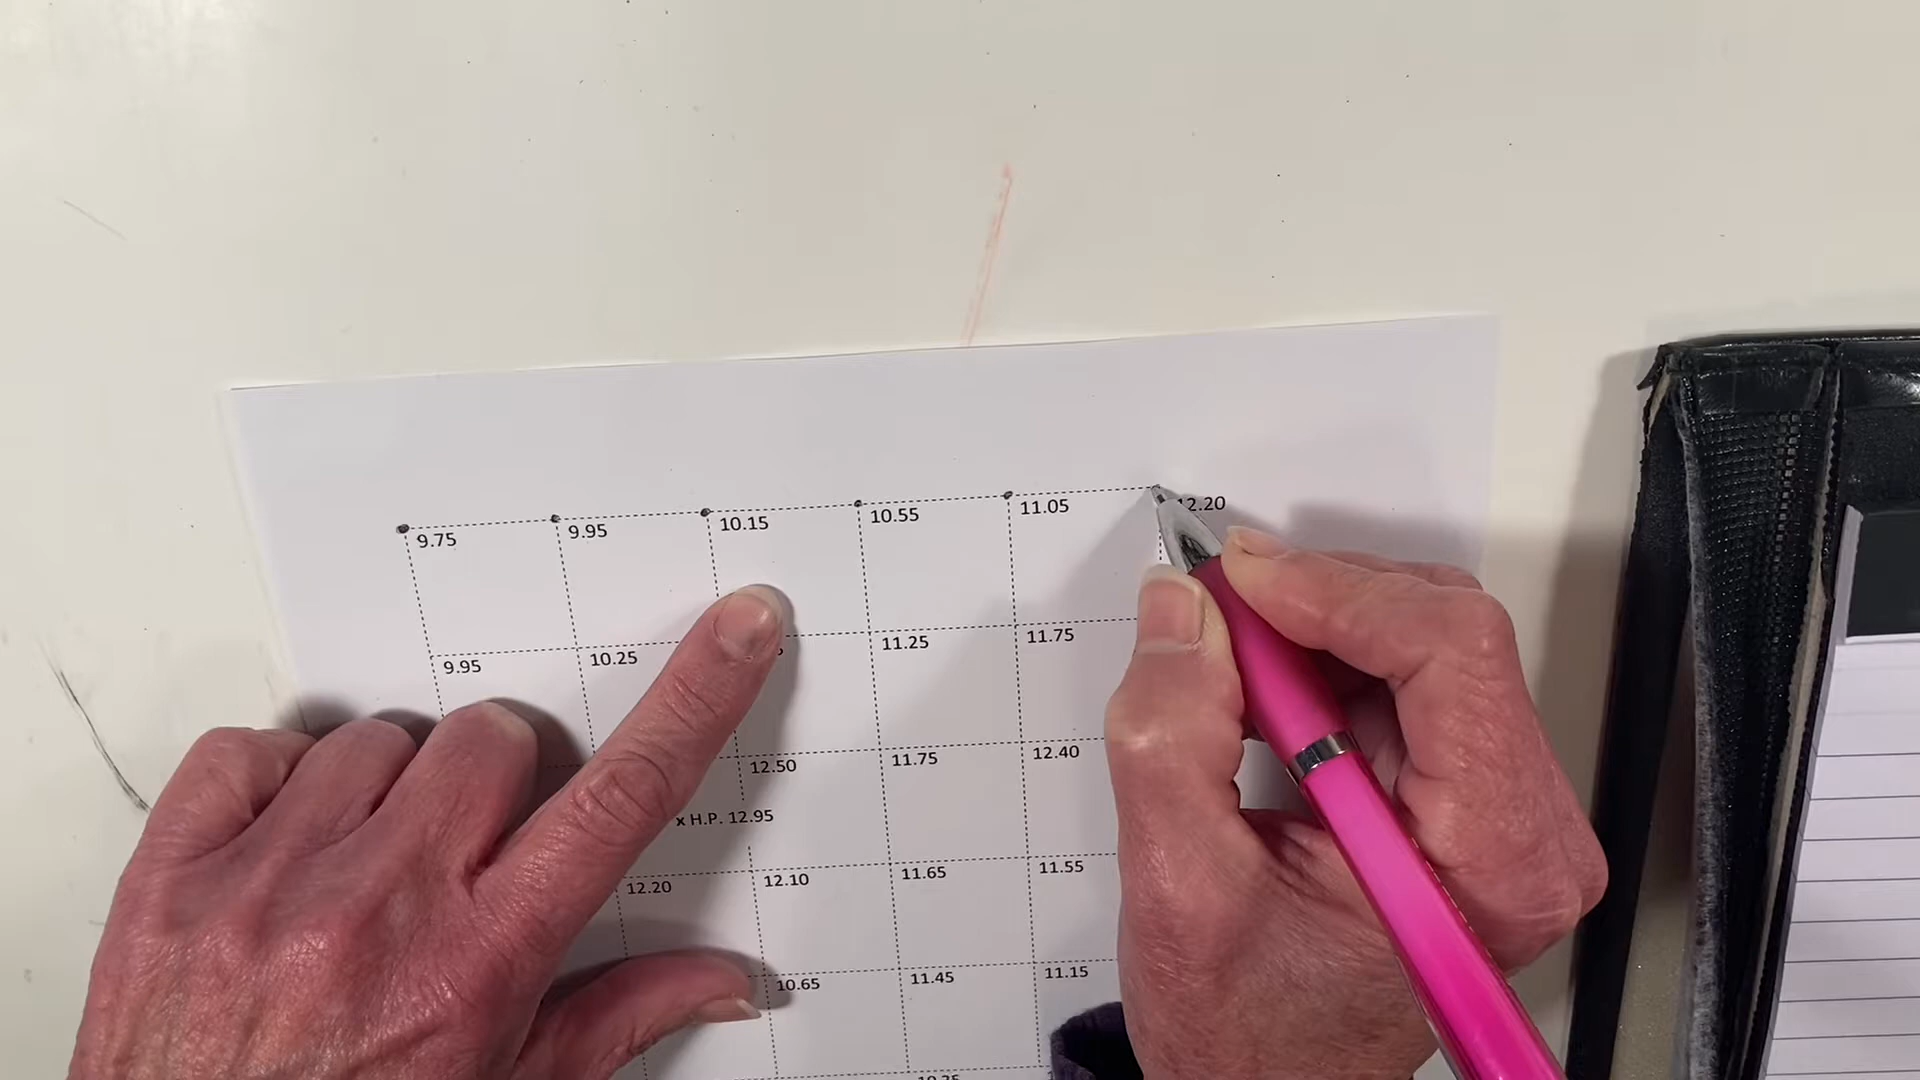 9.75 9.95 10.15 10.55 11.05 12.20
9.95 10.25 11.25 11.75
12.50 11.75 12.40
x H.P. 12.95
12.20 12.10 11.65 11.55
10.65 11.45 11.15